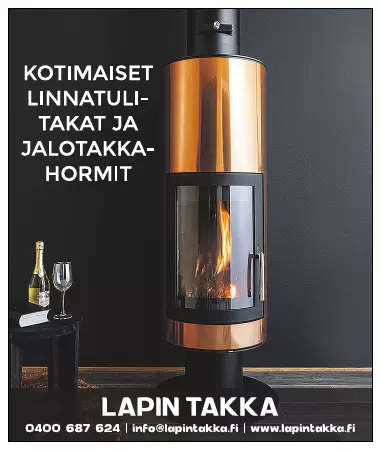 KOTIMAISET
LINNATULI-
TAKAT JA
JALOTAKKA-
HORMIT
LAPIN TAKKA
0400 687 624 | info@lapintakka.fi | www.lapintakka.fi